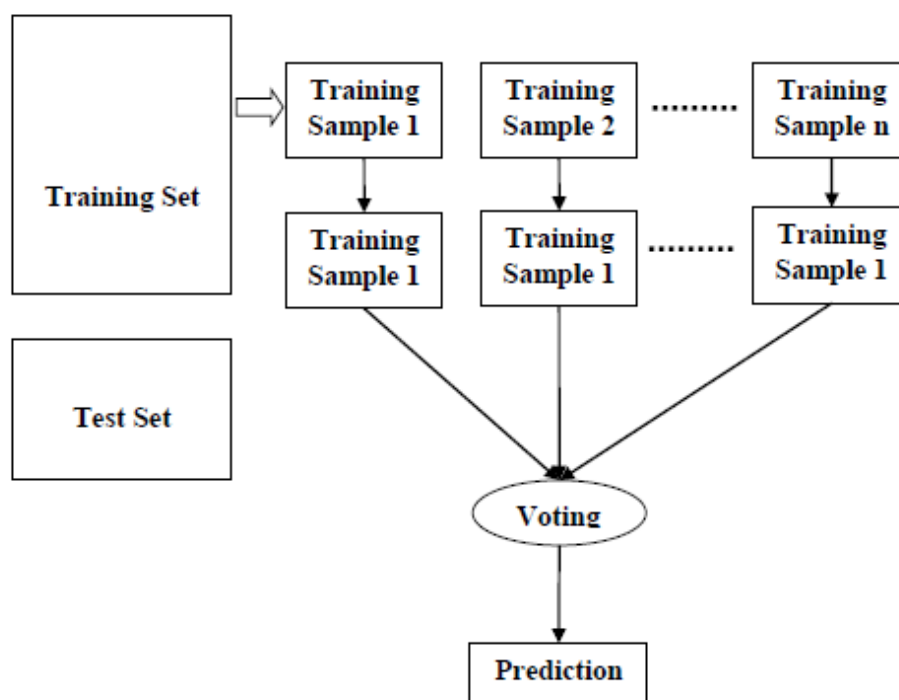 Training Set
Training
Sample 1
Training
Sample 2
.........
Training
Sample n
Training
Sample 1
Training
Sample 1
.........
Training
Sample 1
Test Set
Voting
Prediction